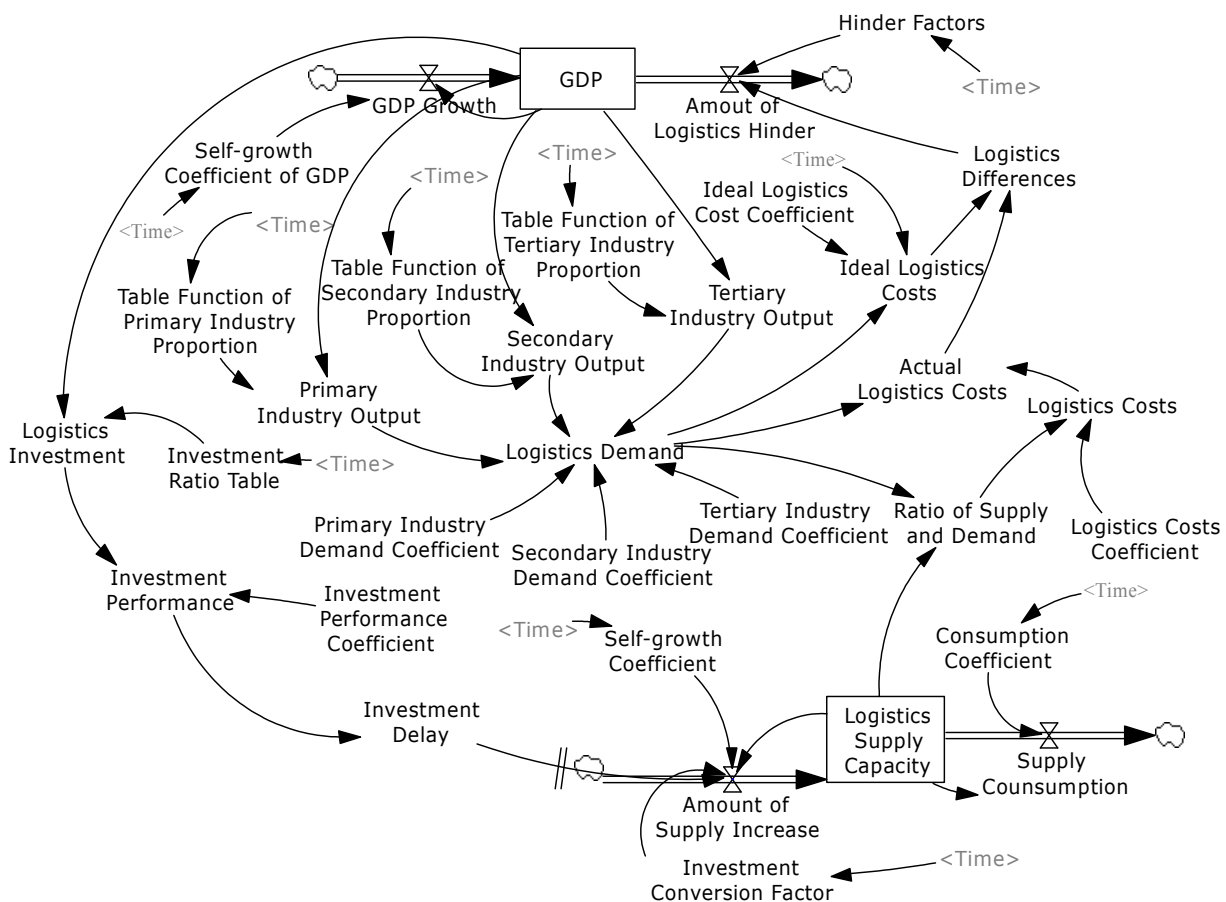 Hinder Factors
GDP
<Time>
GDP Growth
Amout of
Logistics Hinder
Self-growth
Coefficient of GDP
<Time>
<Time>
Logistics
Differences
<Time>
Ideal Logistics
Cost Coefficient
<Time>
<Time>
Table Function of
Tertiary Industry
Proportion
Table Function of
Secondary Industry
Proportion
Ideal Logistics
Costs
Table Function of
Primary Industry
Proportion
Tertiary
Industry Output
Secondary
Industry Output
Primary
Industry Output
Actual
Logistics Costs
Logistics Costs
Logistics
Investment
Investment
Ratio Table
<Time>
Logistics Demand
Primary Industry
Demand Coefficient
Secondary Industry
Demand Coefficient
Tertiary Industry
Demand Coefficient
Ratio of Supply
and Demand
Logistics Costs
Coefficient
Investment
Performance
Investment
Performance
Coefficient
<Time>
Self-growth
Coefficient
<Time>
Consumption
Coefficient
Investment
Delay
Logistics
Supply
Capacity
Supply
Counsumption
Amount of
Supply Increase
Investment
Conversion Factor
<Time>